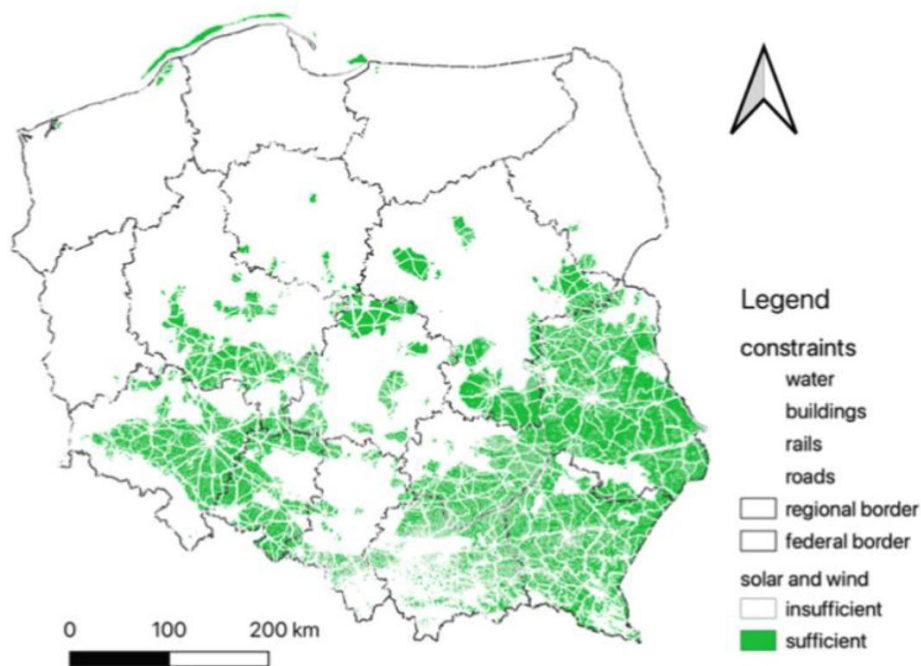 Legend
constraints
water
buildings
rails
roads
regional border
federal border
solar and wind
insufficient
sufficient
0 100 200 km